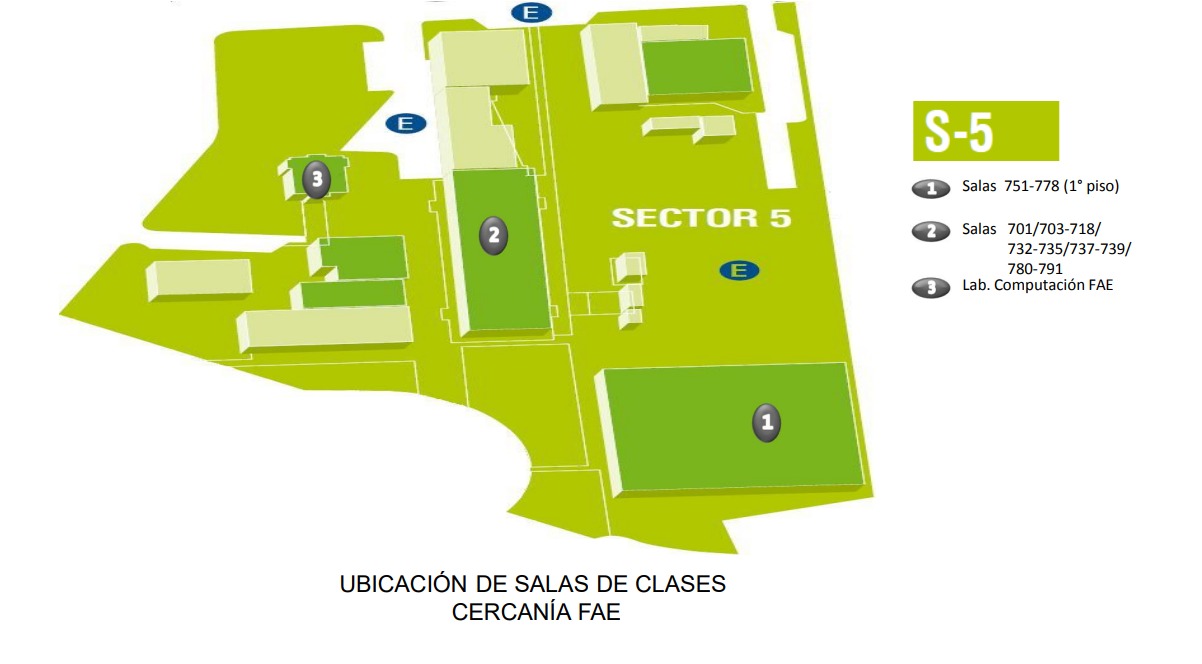 E
E
3
2
SECTOR 5
E
1
S-5
1 Salas 751-778 (1° piso)
2 Salas 701/703-718/
732-735/737-739/
780-791
3 Lab. Computación FAE
UBICACIÓN DE SALAS DE CLASES
CERCANÍA FAE